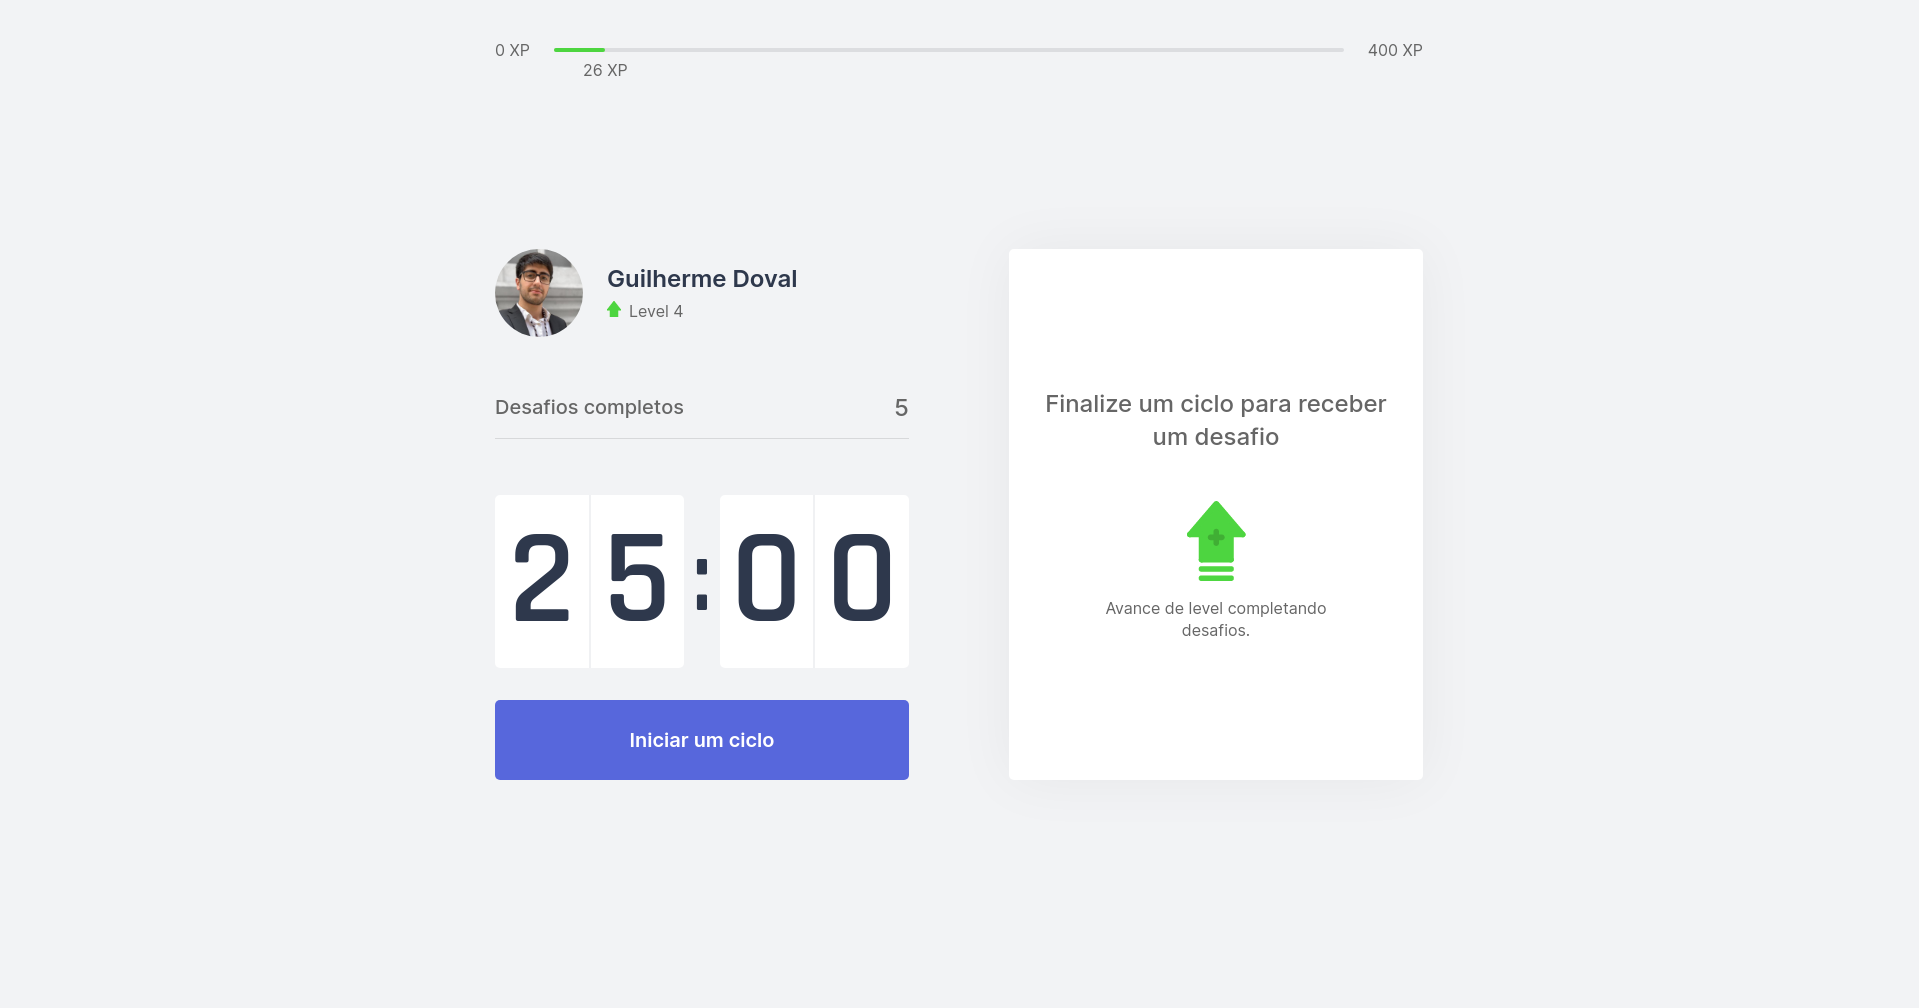 0 XP
26 XP
400 XP
Guilherme Doval
Level 4
Desafios completos
5
25:00
Iniciar um ciclo
Finalize um ciclo para receber
um desafio
Avance de level completando
desafios.